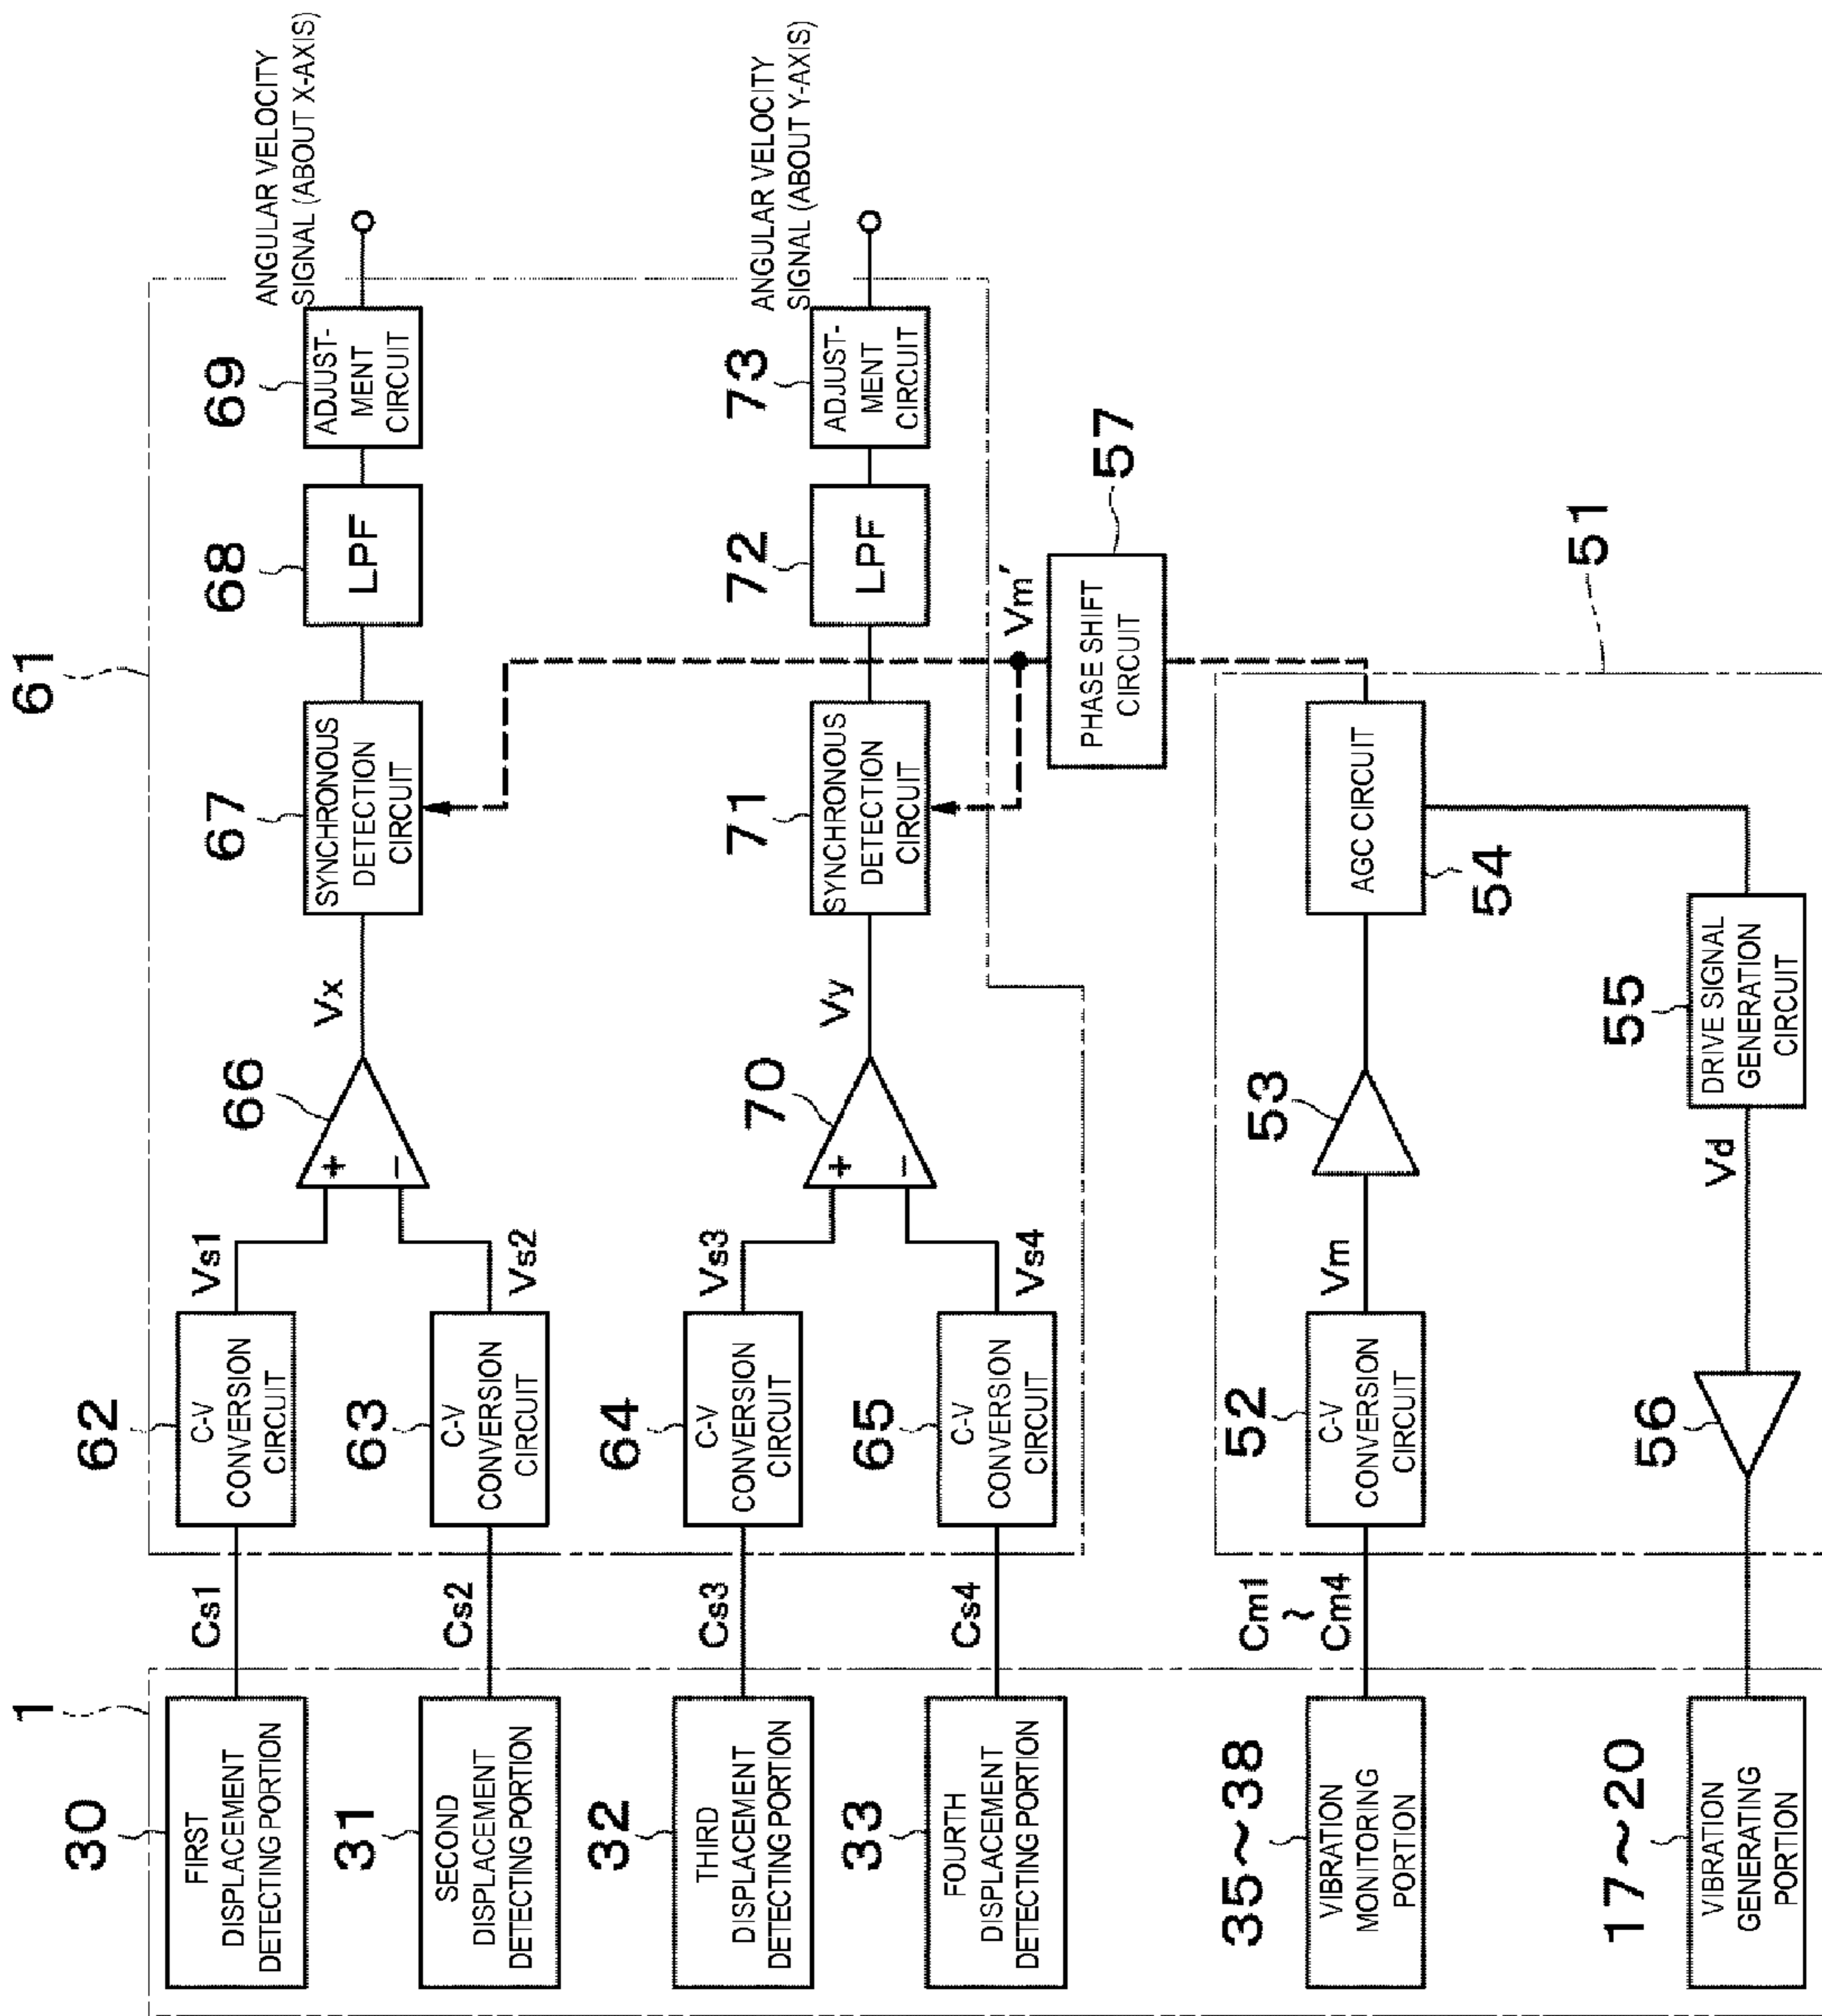 1
30
FIRST
DISPLACEMENT
DETECTING PORTION
31
SECOND
DISPLACEMENT
DETECTING PORTION
32
THIRD
DISPLACEMENT
DETECTING PORTION
33
FOURTH
DISPLACEMENT
DETECTING PORTION
35~38
VIBRATION
MONITORING
PORTION
17~20
VIBRATION
GENERATING
PORTION
Cs1
Cs2
Cs3
Cs4
Cm1
~
Cm4
61
62
C-V
CONVERSION
CIRCUIT
63
C-V
CONVERSION
CIRCUIT
64
C-V
CONVERSION
CIRCUIT
65
C-V
CONVERSION
CIRCUIT
Vs1
Vs2
Vs3
Vs4
66
+
−
70
+
−
Vx
Vy
67
SYNCHRONOUS
DETECTION
CIRCUIT
71
SYNCHRONOUS
DETECTION
CIRCUIT
68
LPF
72
LPF
69
ADJUST-
MENT
CIRCUIT
73
ADJUST-
MENT
CIRCUIT
ANGULAR VELOCITY
SIGNAL (ABOUT X-AXIS)
ANGULAR VELOCITY
SIGNAL (ABOUT Y-AXIS)
Vm'
57
PHASE SHIFT
CIRCUIT
51
52
C-V
CONVERSION
CIRCUIT
Vm
53
AGC CIRCUIT
54
55
DRIVE SIGNAL
GENERATION
CIRCUIT
Vd
56